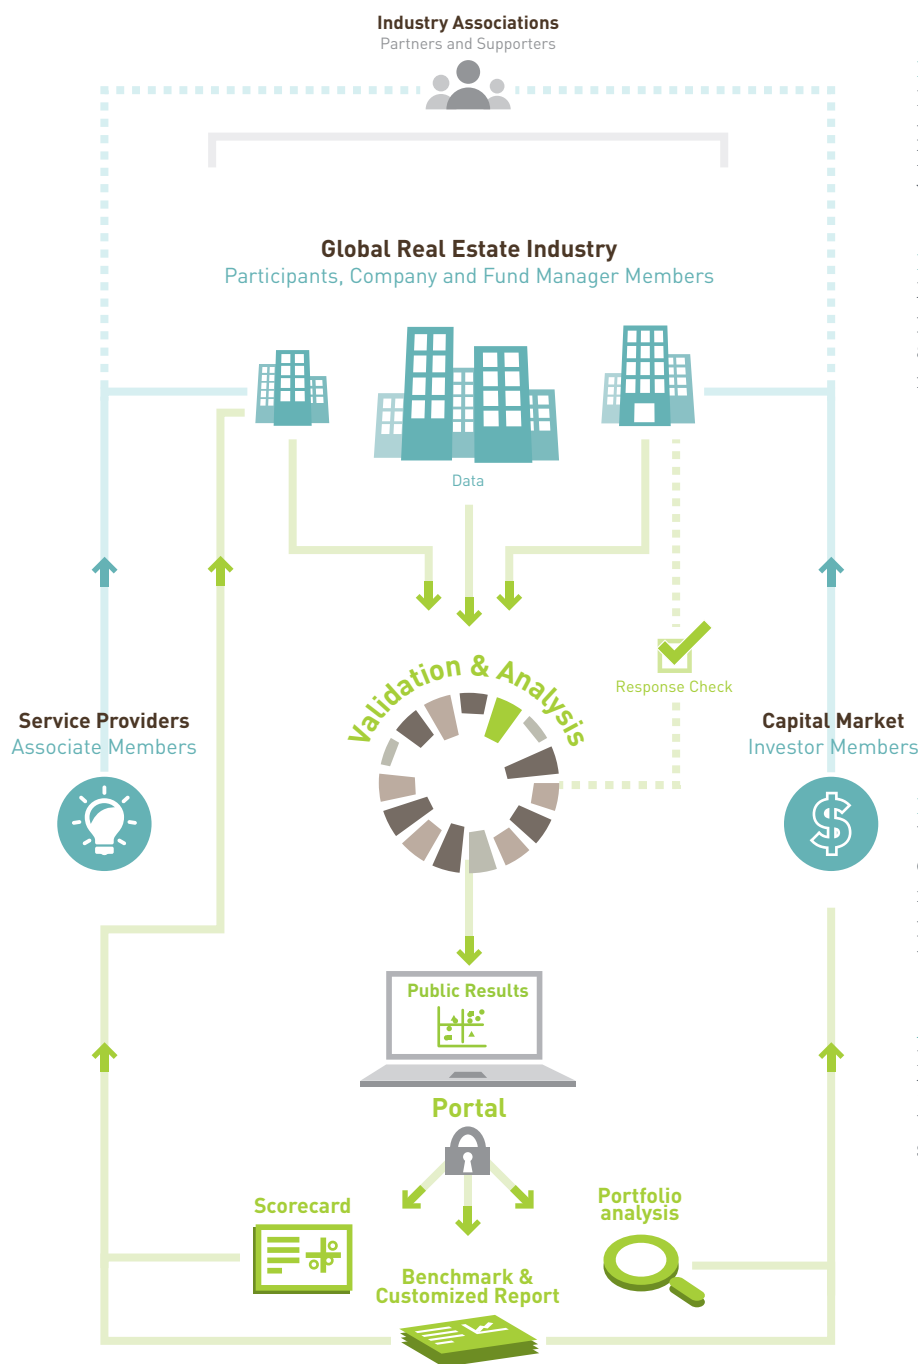 Industry Associations
Partners and Supporters
Global Real Estate Industry
Participants, Company and Fund Manager Members
Data
Validation & Analysis
Response Check
Service Providers
Associate Members
Capital Market
Investor Members
Public Results
Portal
Scorecard
Portfolio
analysis
Benchmark &
Customized Report